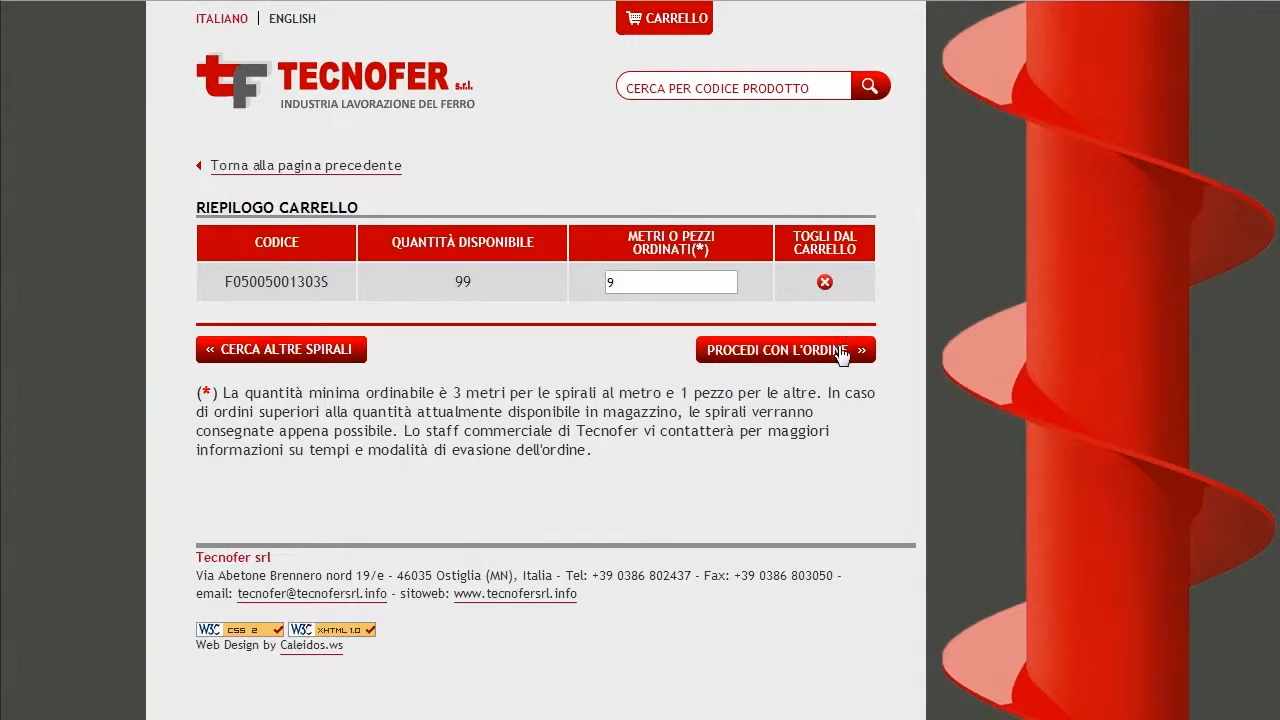 ITALIANO | ENGLISH
CARRELLO
TECNOFER s.r.l.
INDUSTRIA LAVORAZIONE DEL FERRO
CERCA PER CODICE PRODOTTO
Torna alla pagina precedente
RIEPILOGO CARRELLO
CODICE QUANTITÀ DISPONIBILE METRI O PEZZI ORDINATI(*) TOGLI DAL CARRELLO
F05005001303S 99 9
« CERCA ALTRE SPIRALI
PROCEDI CON L'ORDINE »
(*) La quantità minima ordinabile è 3 metri per le spirali al metro e 1 pezzo per le altre. In caso
di ordini superiori alla quantità attualmente disponibile in magazzino, le spirali verranno
consegnate appena possibile. Lo staff commerciale di Tecnofer vi contatterà per maggiori
informazioni su tempi e modalità di evasione dell'ordine.
Tecnofer srl
Via Abetone Brennero nord 19/e - 46035 Ostiglia (MN), Italia - Tel: +39 0386 802437 - Fax: +39 0386 803050 -
email: tecnofer@tecnofersrl.info - sitoweb: www.tecnofersrl.info
W3C CSS 2 W3C XHTML 1.0
Web Design by Caleidos.ws